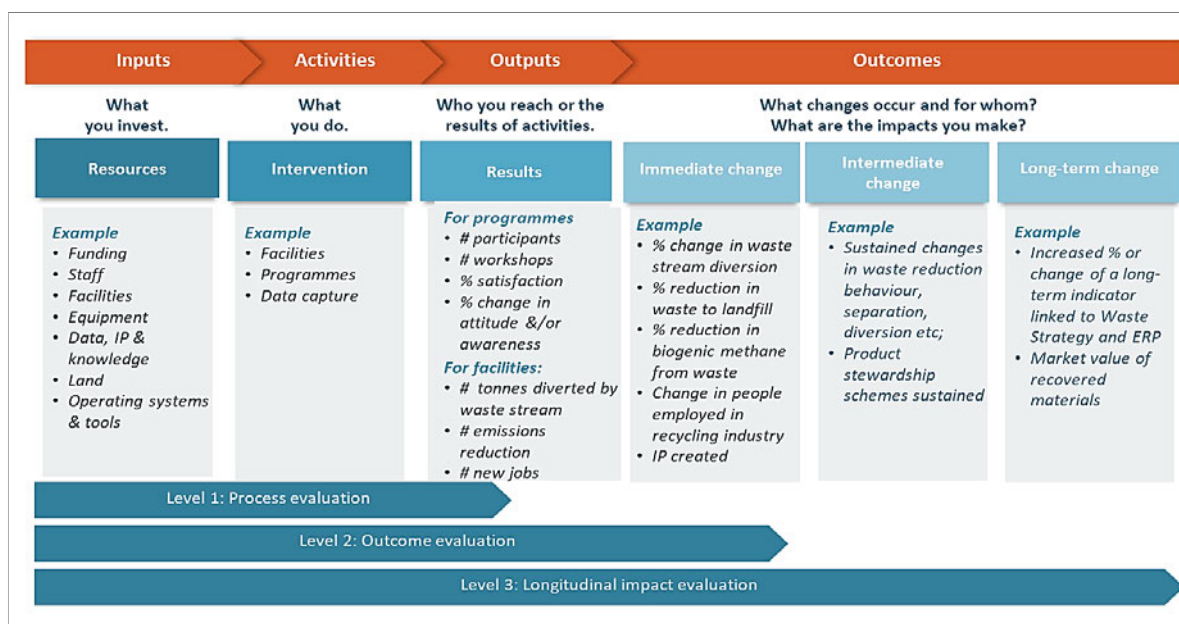 Inputs
Activities
Outputs
Outcomes
What
you invest.
What
you do.
Who you reach or the
results of activities.
What changes occur and for whom?
What are the impacts you make?
Resources
Intervention
Results
Immediate change
Intermediate
change
Long-term change
Example
• Funding
• Staff
• Facilities
• Equipment
• Data, IP &
knowledge
• Land
• Operating systems
& tools
Example
• Facilities
• Programmes
• Data capture
For programmes
• # participants
• # workshops
• % satisfaction
• % change in
attitude &/or
awareness
For facilities:
• # tonnes diverted by
waste stream
• # emissions
reduction
• # new jobs
Example
• % change in waste
stream diversion
• % reduction in
waste to landfill
• % reduction in
biogenic methane
from waste
• Change in people
employed in
recycling industry
• IP created
Example
• Sustained changes
in waste reduction
behaviour,
separation,
diversion etc;
• Product
stewardship
schemes sustained
Example
• Increased % or
change of a long-
term indicator
linked to Waste
Strategy and ERP
• Market value of
recovered
materials
Level 1: Process evaluation
Level 2: Outcome evaluation
Level 3: Longitudinal impact evaluation